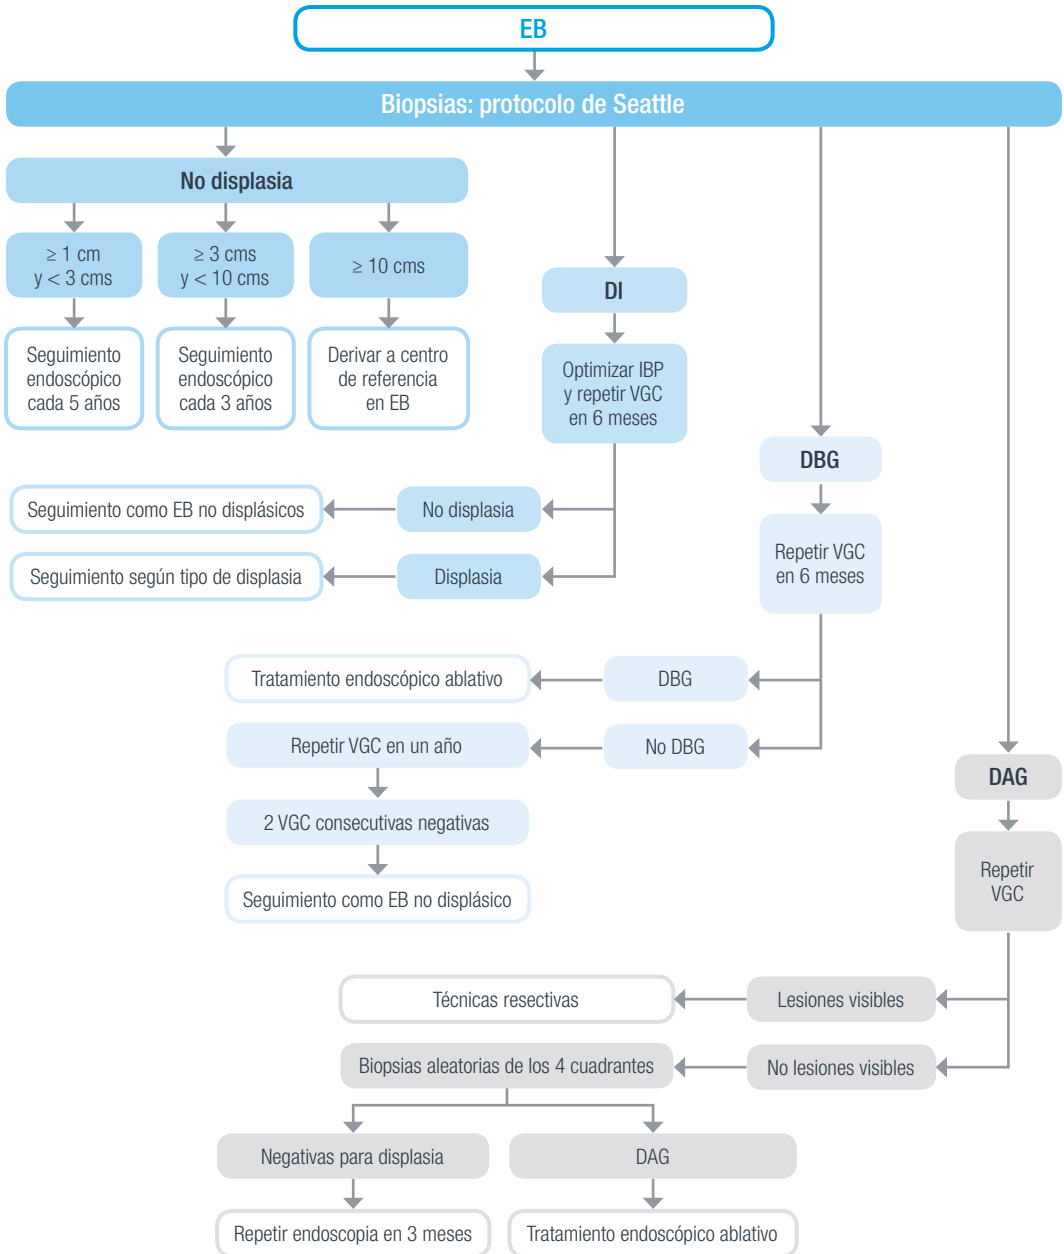 EB
Biopsias: protocolo de Seattle
No displasia
≥ 1 cm
y < 3 cms
≥ 3 cms
y < 10 cms
≥ 10 cms
Seguimiento
endoscópico
cada 5 años
Seguimiento
endoscópico
cada 3 años
Derivar a centro
de referencia
en EB
DI
Optimizar IBP
y repetir VGC
en 6 meses
No displasia
Seguimiento como EB no displásicos
Displasia
Seguimiento según tipo de displasia
DBG
Repetir VGC
en 6 meses
DBG
Tratamiento endoscópico ablativo
No DBG
Repetir VGC en un año
2 VGC consecutivas negativas
Seguimiento como EB no displásico
DAG
Repetir
VGC
Lesiones visibles
Técnicas resectivas
No lesiones visibles
Biopsias aleatorias de los 4 cuadrantes
Negativas para displasia
DAG
Repetir endoscopia en 3 meses
Tratamiento endoscópico ablativo